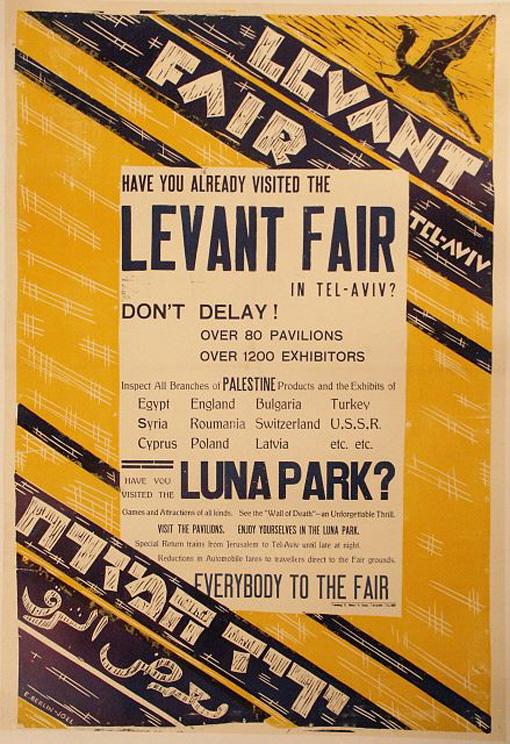 LEVANT
FAIR
TEL-AVIV
HAVE YOU ALREADY VISITED THE
LEVANT FAIR
IN TEL-AVIV?
DON'T DELAY!
OVER 80 PAVILIONS
OVER 1200 EXHIBITORS
Inspect All Branches of PALESTINE Products and the Exhibits of
Egypt England Bulgaria Turkey
Syria Roumania Switzerland U.S.S.R.
Cyprus Poland Latvia etc. etc.
HAVE YOU
VISITED THE LUNA PARK?
Games and Attractions of all kinds. See the "Wall of Death"—an Unforgettable Thrill.
VISIT THE PAVILIONS. ENJOY YOURSELVES IN THE LUNA PARK.
Special Return trains from Jerusalem to Tel-Aviv until late at night.
Reductions in Automobile fares to travellers direct to the Fair grounds.
EVERYBODY TO THE FAIR
יריד המזרח
معرض الشرق
E. BERLIN-JOEL